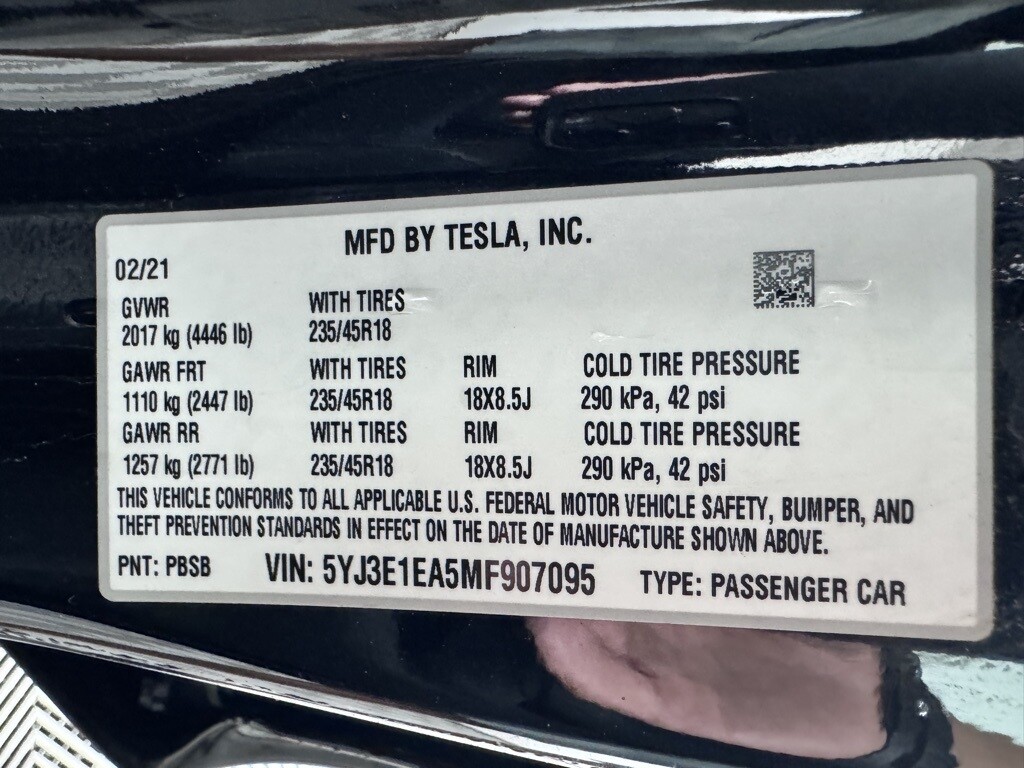 MFD BY TESLA, INC.
02/21
GVWR WITH TIRES
2017 kg (4446 lb) 235/45R18
GAWR FRT WITH TIRES RIM COLD TIRE PRESSURE
1110 kg (2447 lb) 235/45R18 18X8.5J 290 kPa, 42 psi
GAWR RR WITH TIRES RIM COLD TIRE PRESSURE
1257 kg (2771 lb) 235/45R18 18X8.5J 290 kPa, 42 psi
THIS VEHICLE CONFORMS TO ALL APPLICABLE U.S. FEDERAL MOTOR VEHICLE SAFETY, BUMPER, AND
THEFT PREVENTION STANDARDS IN EFFECT ON THE DATE OF MANUFACTURE SHOWN ABOVE.
PNT: PBSB VIN: 5YJ3E1EA5MF907095 TYPE: PASSENGER CAR